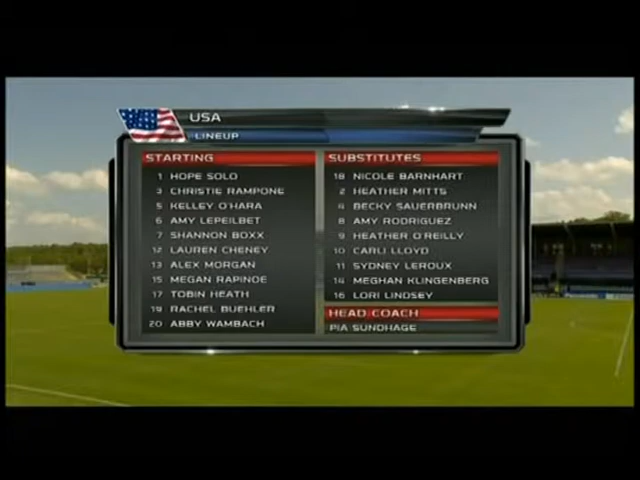 USA
LINEUP
STARTING
1 HOPE SOLO
3 CHRISTIE RAMPONE
5 KELLEY O'HARA
6 AMY LEPEILBET
7 SHANNON BOXX
12 LAUREN CHENEY
13 ALEX MORGAN
15 MEGAN RAPINOE
17 TOBIN HEATH
19 RACHEL BUEHLER
20 ABBY WAMBACH
SUBSTITUTES
18 NICOLE BARNHART
2 HEATHER MITTS
4 BECKY SAUERBRUNN
8 AMY RODRIGUEZ
9 HEATHER O'REILLY
10 CARLI LLOYD
11 SYDNEY LEROUX
14 MEGHAN KLINGENBERG
16 LORI LINDSEY
HEAD COACH
PIA SUNDHAGE